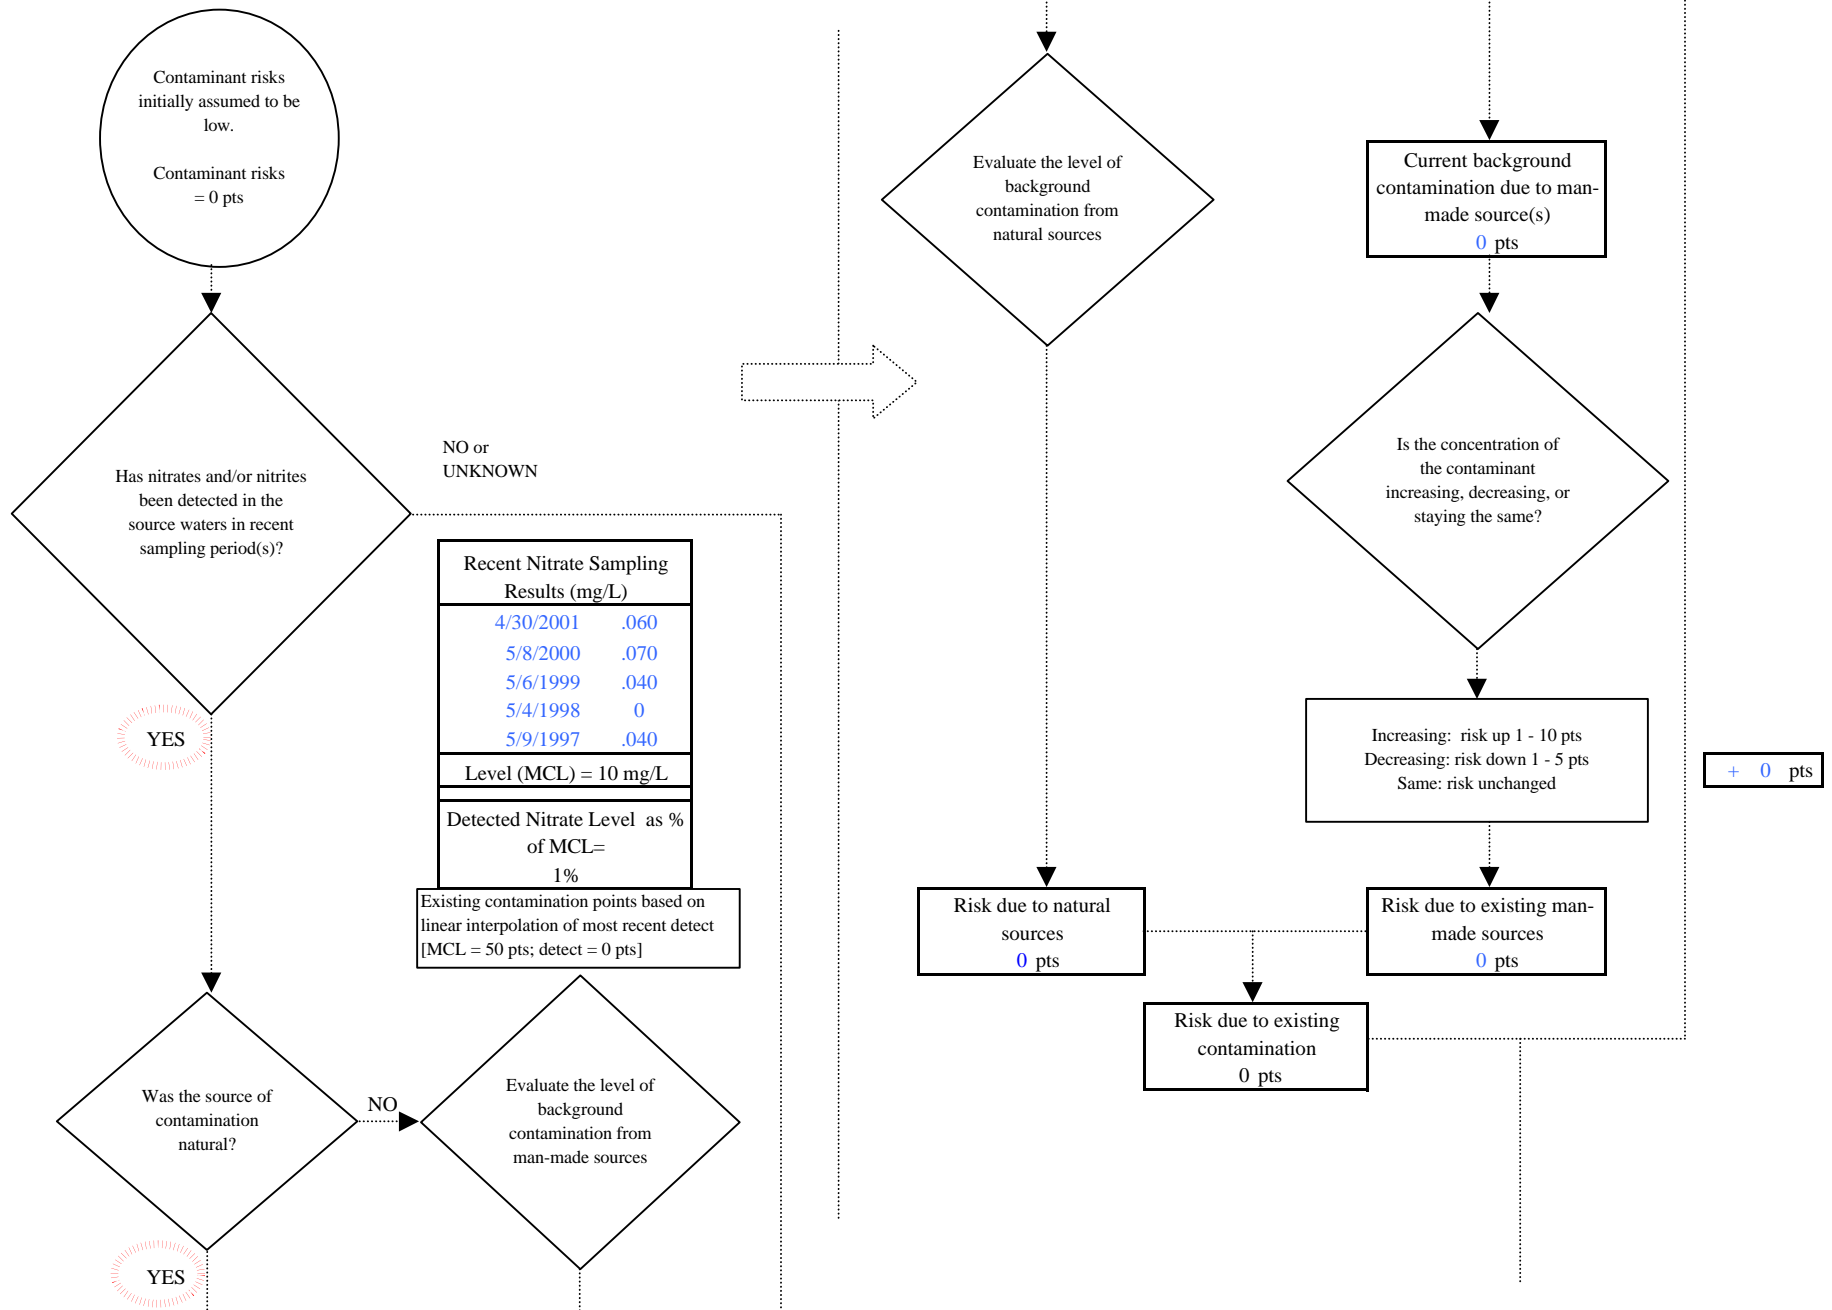 Contaminant risks
initially assumed to be
low.
Contaminant risks
= 0 pts
Has nitrates and/or nitrites
been detected in the
source waters in recent
sampling period(s)?
NO or
UNKNOWN
YES
Recent Nitrate Sampling
Results (mg/L)
4/30/2001 .060
5/8/2000 .070
5/6/1999 .040
5/4/1998 0
5/9/1997 .040
Level (MCL) = 10 mg/L
Detected Nitrate Level as %
of MCL=
1%
Existing contamination points based on
linear interpolation of most recent detect
[MCL = 50 pts; detect = 0 pts]
Was the source of
contamination
natural?
NO
YES
Evaluate the level of
background
contamination from
man-made sources
Evaluate the level of
background
contamination from
natural sources
Current background
contamination due to man-
made source(s)
0 pts
Is the concentration of
the contaminant
increasing, decreasing, or
staying the same?
Increasing: risk up 1 - 10 pts
Decreasing: risk down 1 - 5 pts
Same: risk unchanged
+ 0 pts
Risk due to natural
sources
0 pts
Risk due to existing man-
made sources
0 pts
Risk due to existing
contamination
0 pts